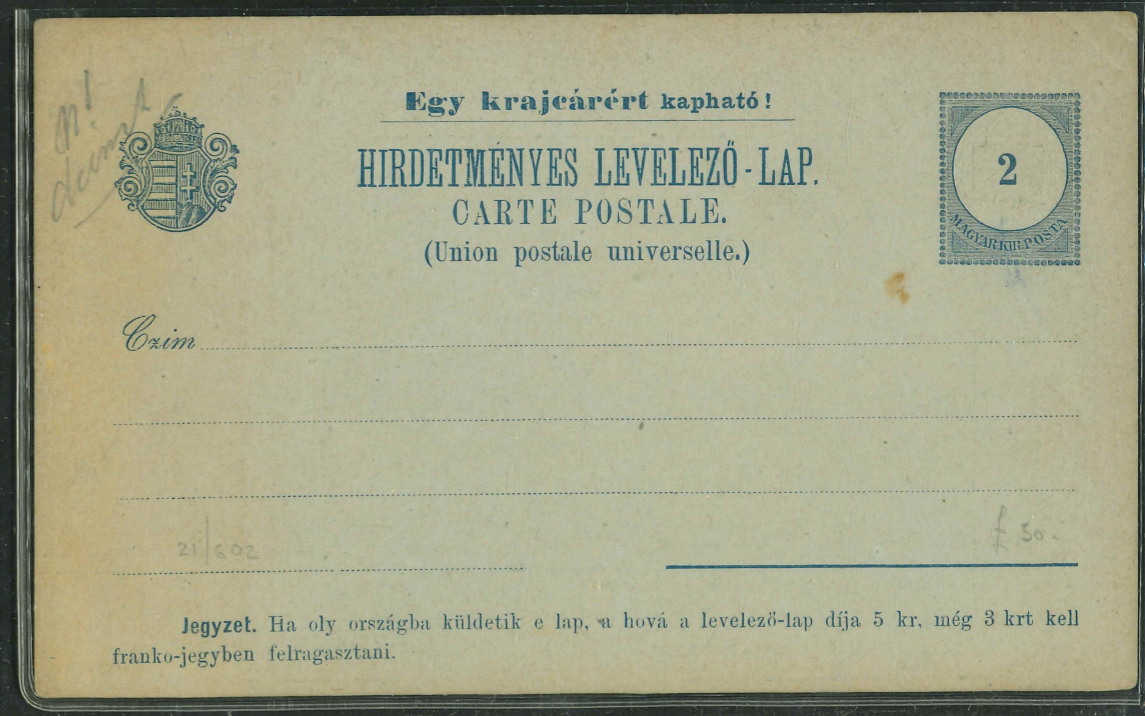 Egy krajcárért kapható!
HIRDETMÉNYES LEVELEZŐ-LAP.
CARTE POSTALE.
(Union postale universelle.)
2
MAGYAR KIR. POSTA
Czim
21/602
£ 50.
Jegyzet. Ha oly országba küldetik e lap, a hová a levelező-lap díja 5 kr, még 3 krt kell
franko-jegyben felragasztani.